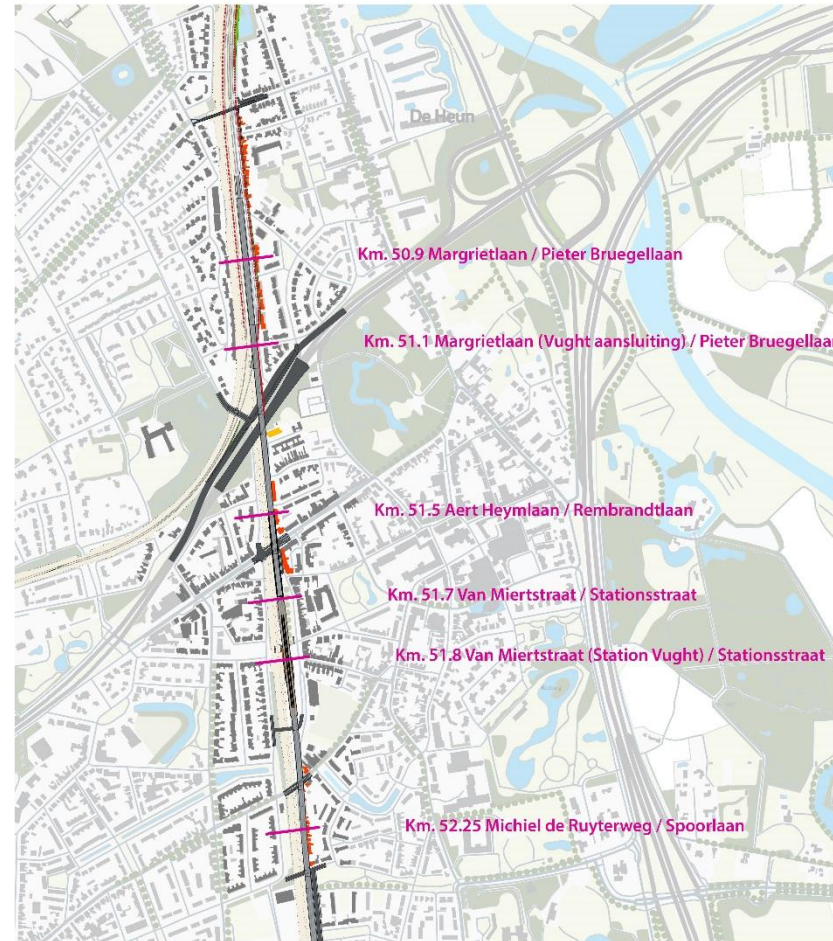 De Heun
Km. 50.9 Margrietlaan / Pieter Bruegellaan
Km. 51.1 Margrietlaan (Vught aansluiting) / Pieter Bruegellaan
Km. 51.5 Aert Heymlaan / Rembrandtlaan
Km. 51.7 Van Miertstraat / Stationsstraat
Km. 51.8 Van Miertstraat (Station Vught) / Stationsstraat
Km. 52.25 Michiel de Ruyterweg / Spoorlaan